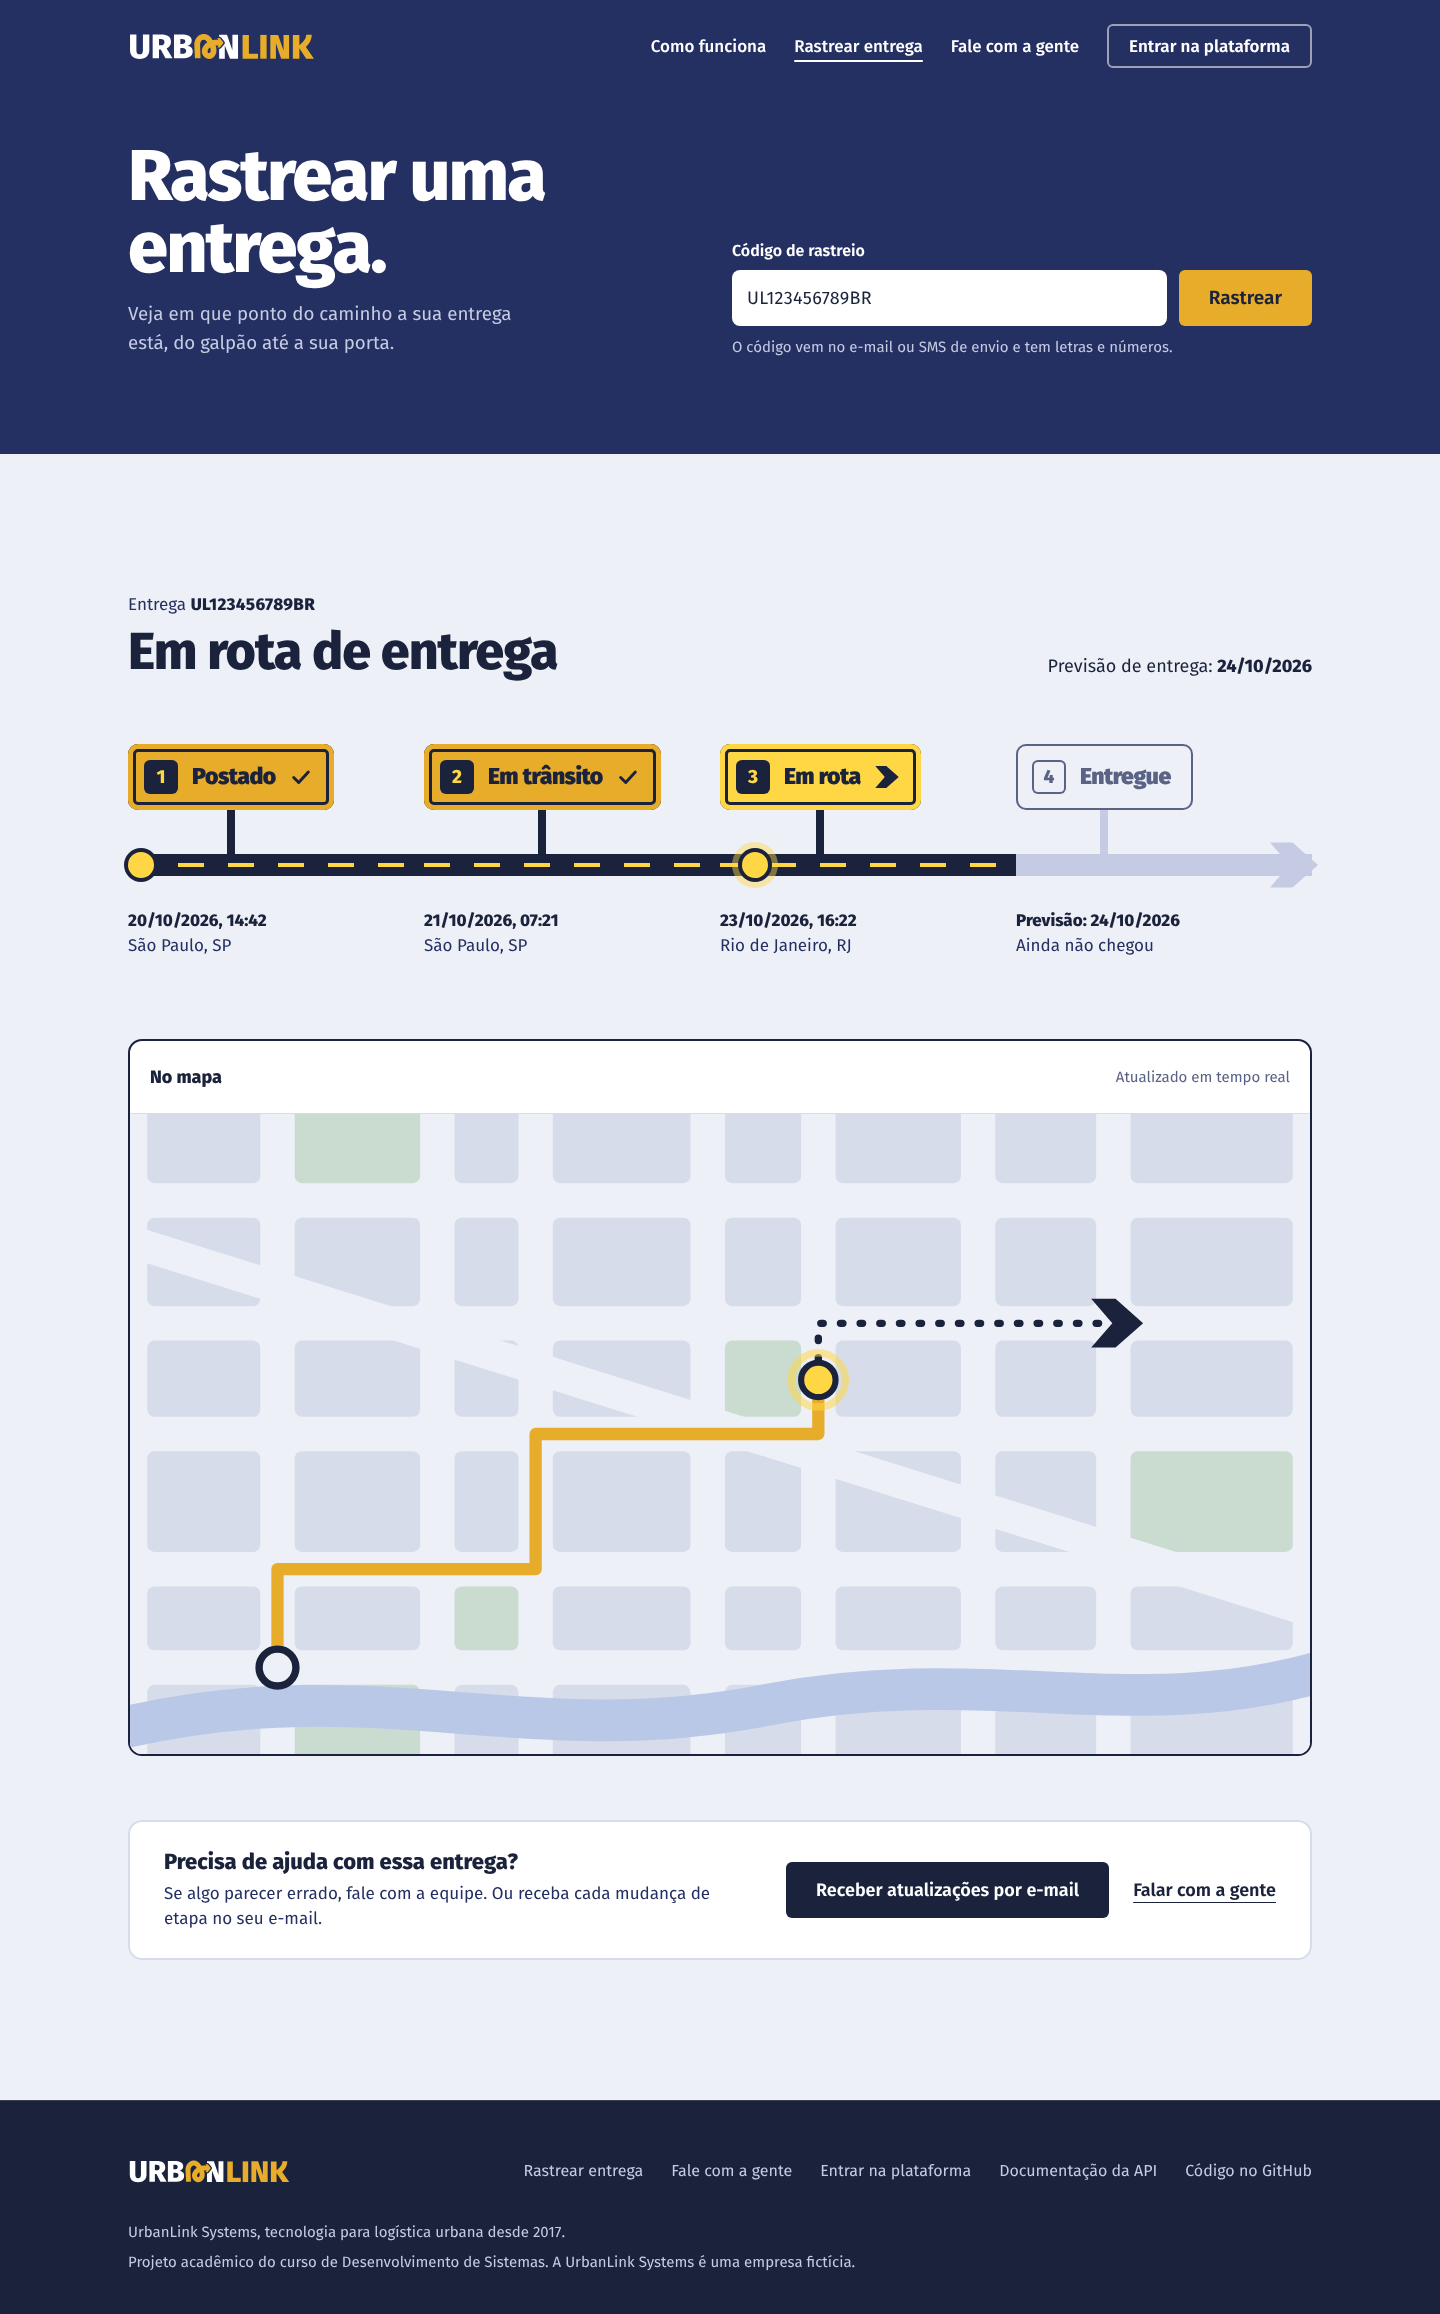 URBANLINK
Como funciona
Rastrear entrega
Fale com a gente
Entrar na plataforma
Rastrear uma
entrega.
Veja em que ponto do caminho a sua entrega
está, do galpão até a sua porta.
Código de rastreio
UL123456789BR
Rastrear
O código vem no e-mail ou SMS de envio e tem letras e números.
Entrega UL123456789BR
Em rota de entrega
Previsão de entrega: 24/10/2026
1 Postado
2 Em trânsito
3 Em rota
4 Entregue
20/10/2026, 14:42
São Paulo, SP
21/10/2026, 07:21
São Paulo, SP
23/10/2026, 16:22
Rio de Janeiro, RJ
Previsão: 24/10/2026
Ainda não chegou
No mapa
Atualizado em tempo real
Precisa de ajuda com essa entrega?
Se algo parecer errado, fale com a equipe. Ou receba cada mudança de
etapa no seu e-mail.
Receber atualizações por e-mail
Falar com a gente
URBANLINK
Rastrear entrega
Fale com a gente
Entrar na plataforma
Documentação da API
Código no GitHub
UrbanLink Systems, tecnologia para logística urbana desde 2017.
Projeto acadêmico do curso de Desenvolvimento de Sistemas. A UrbanLink Systems é uma empresa fictícia.